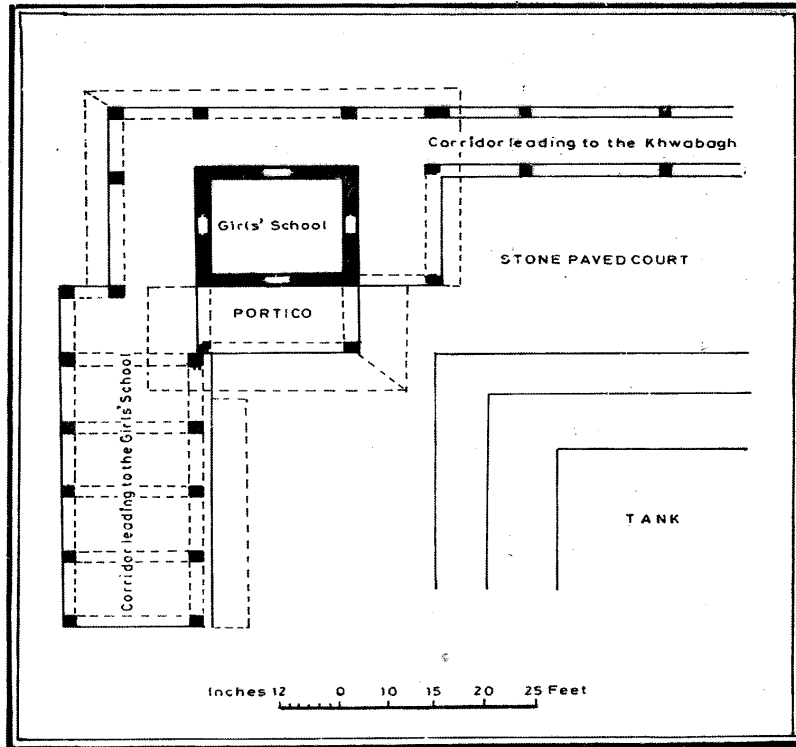 Corridor leading to the Khwabagh
Girls' School
STONE PAVED COURT
PORTICO
Corridor leading to the Girls' School
TANK
Inches 12 0 10 15 20 25 Feet